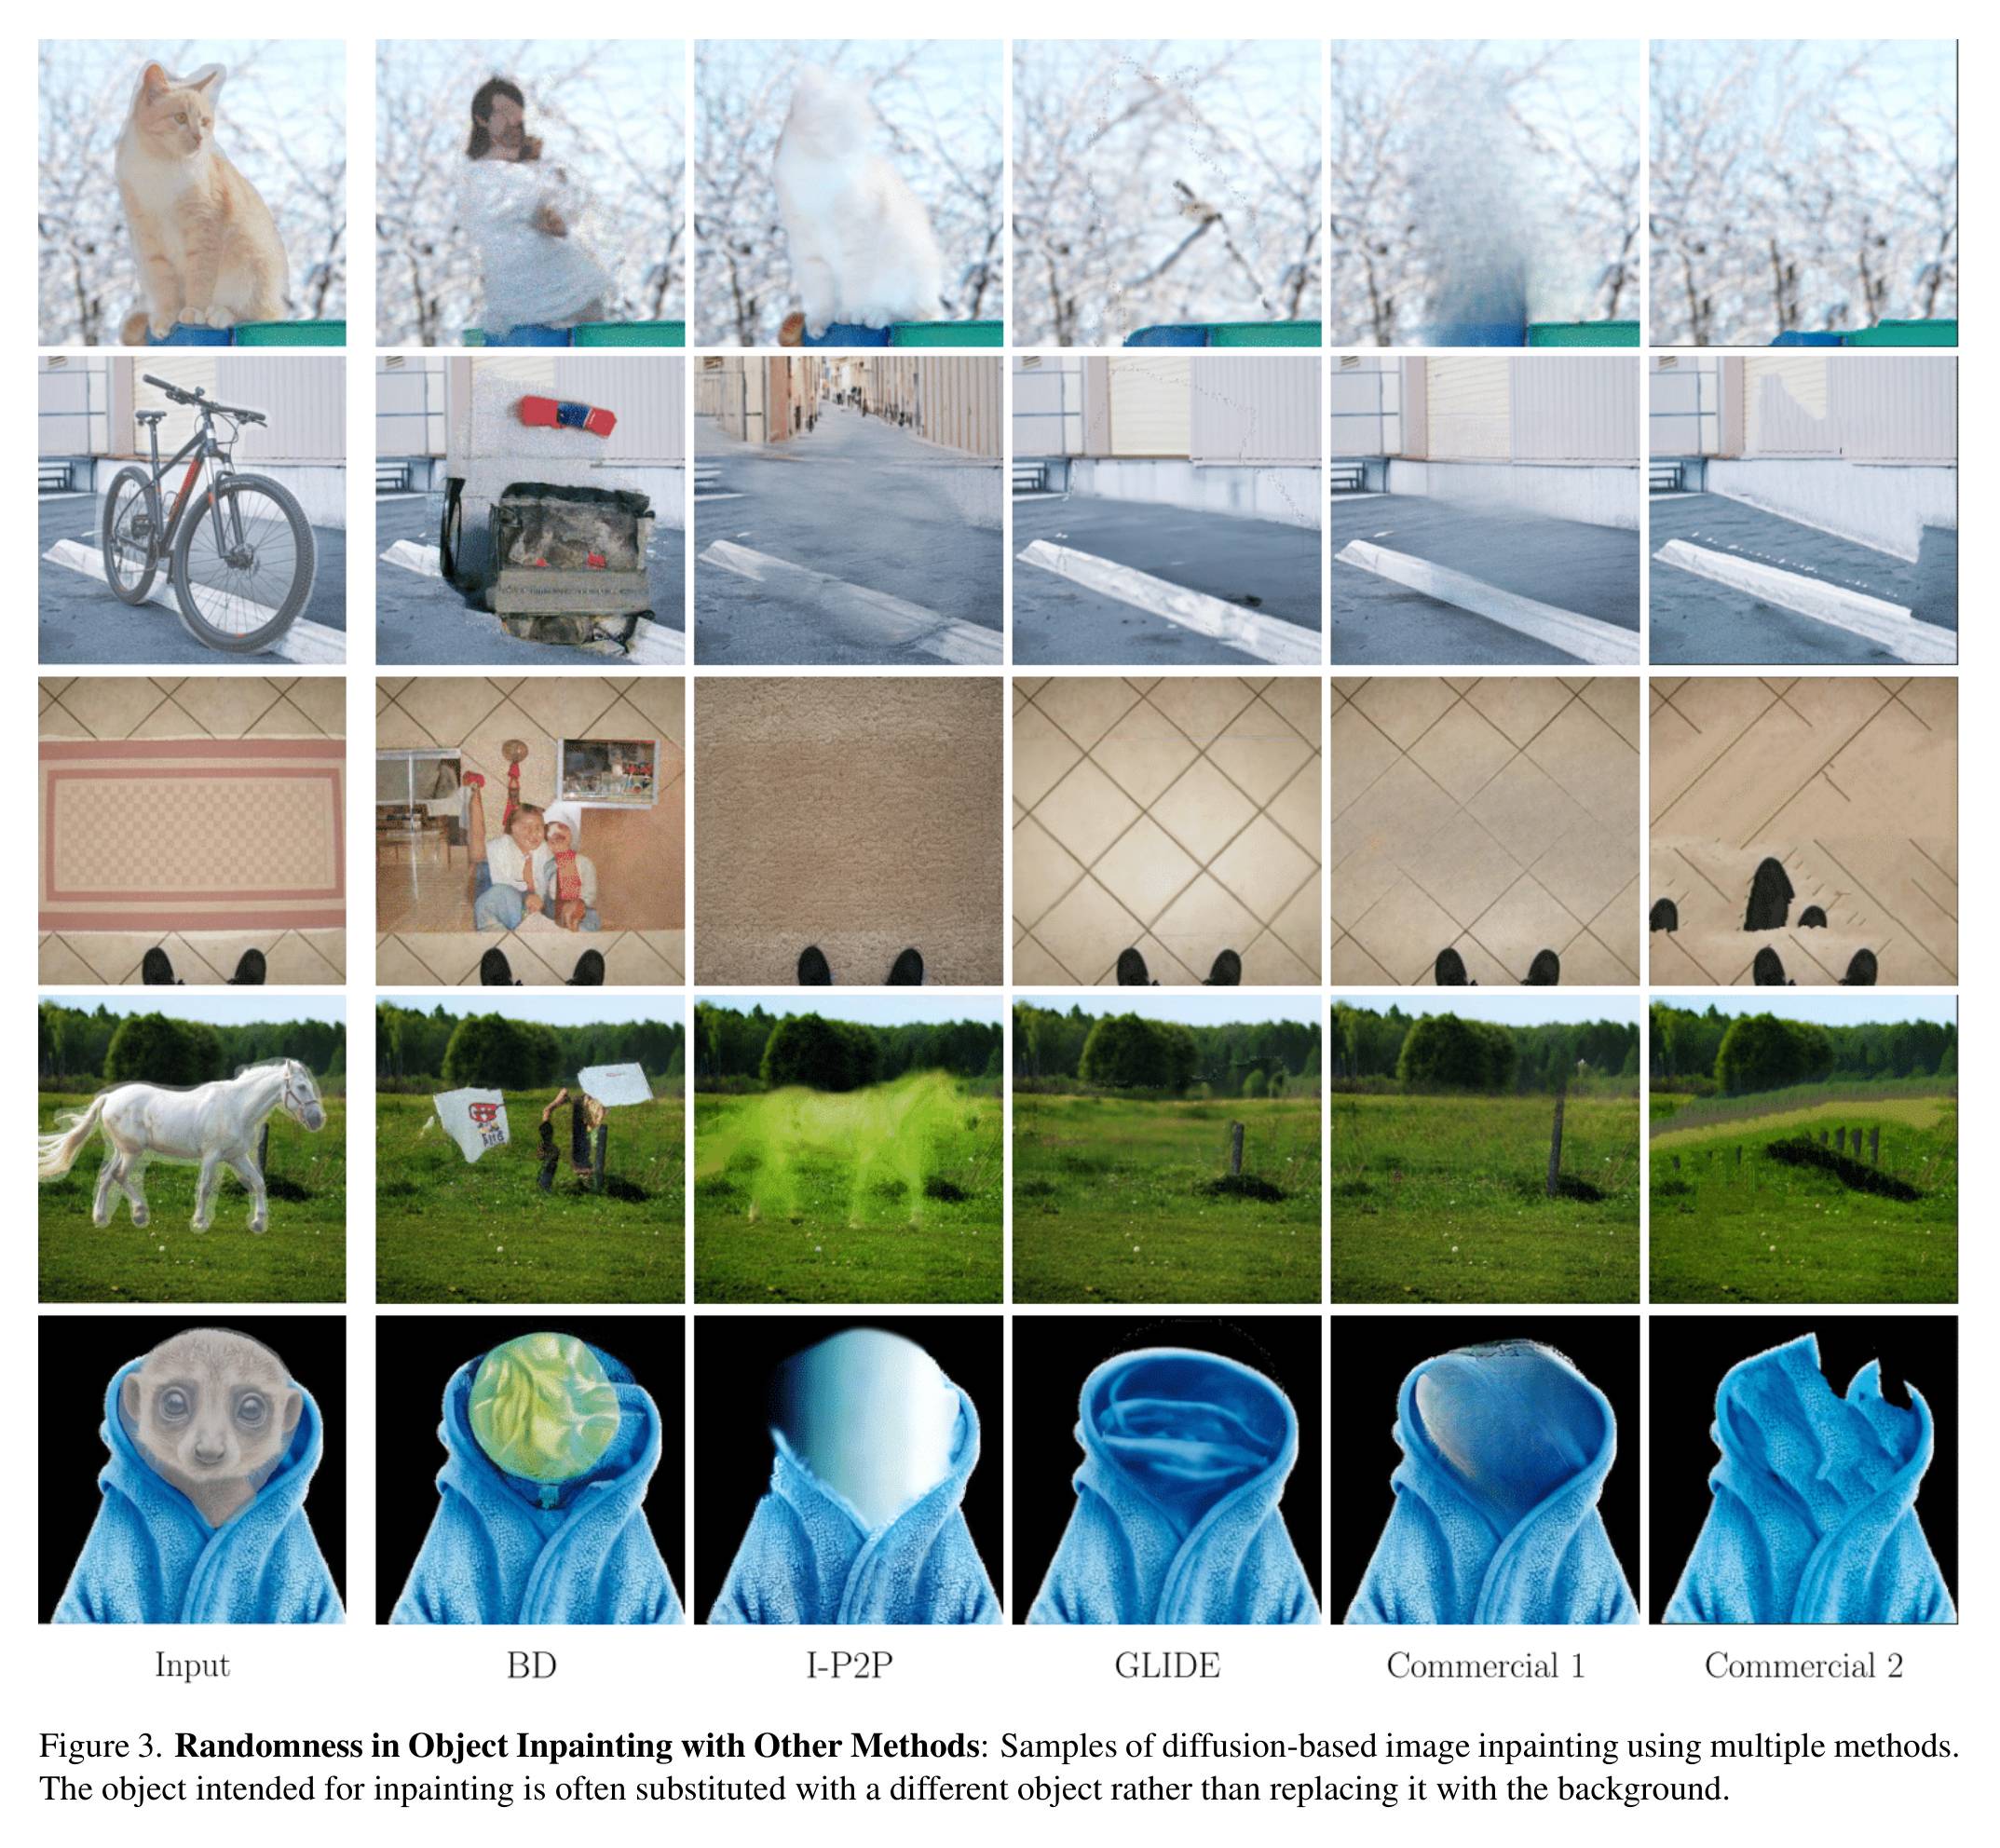 Input BD I-P2P GLIDE Commercial 1 Commercial 2
Figure 3. Randomness in Object Inpainting with Other Methods: Samples of diffusion-based image inpainting using multiple methods.
The object intended for inpainting is often substituted with a different object rather than replacing it with the background.